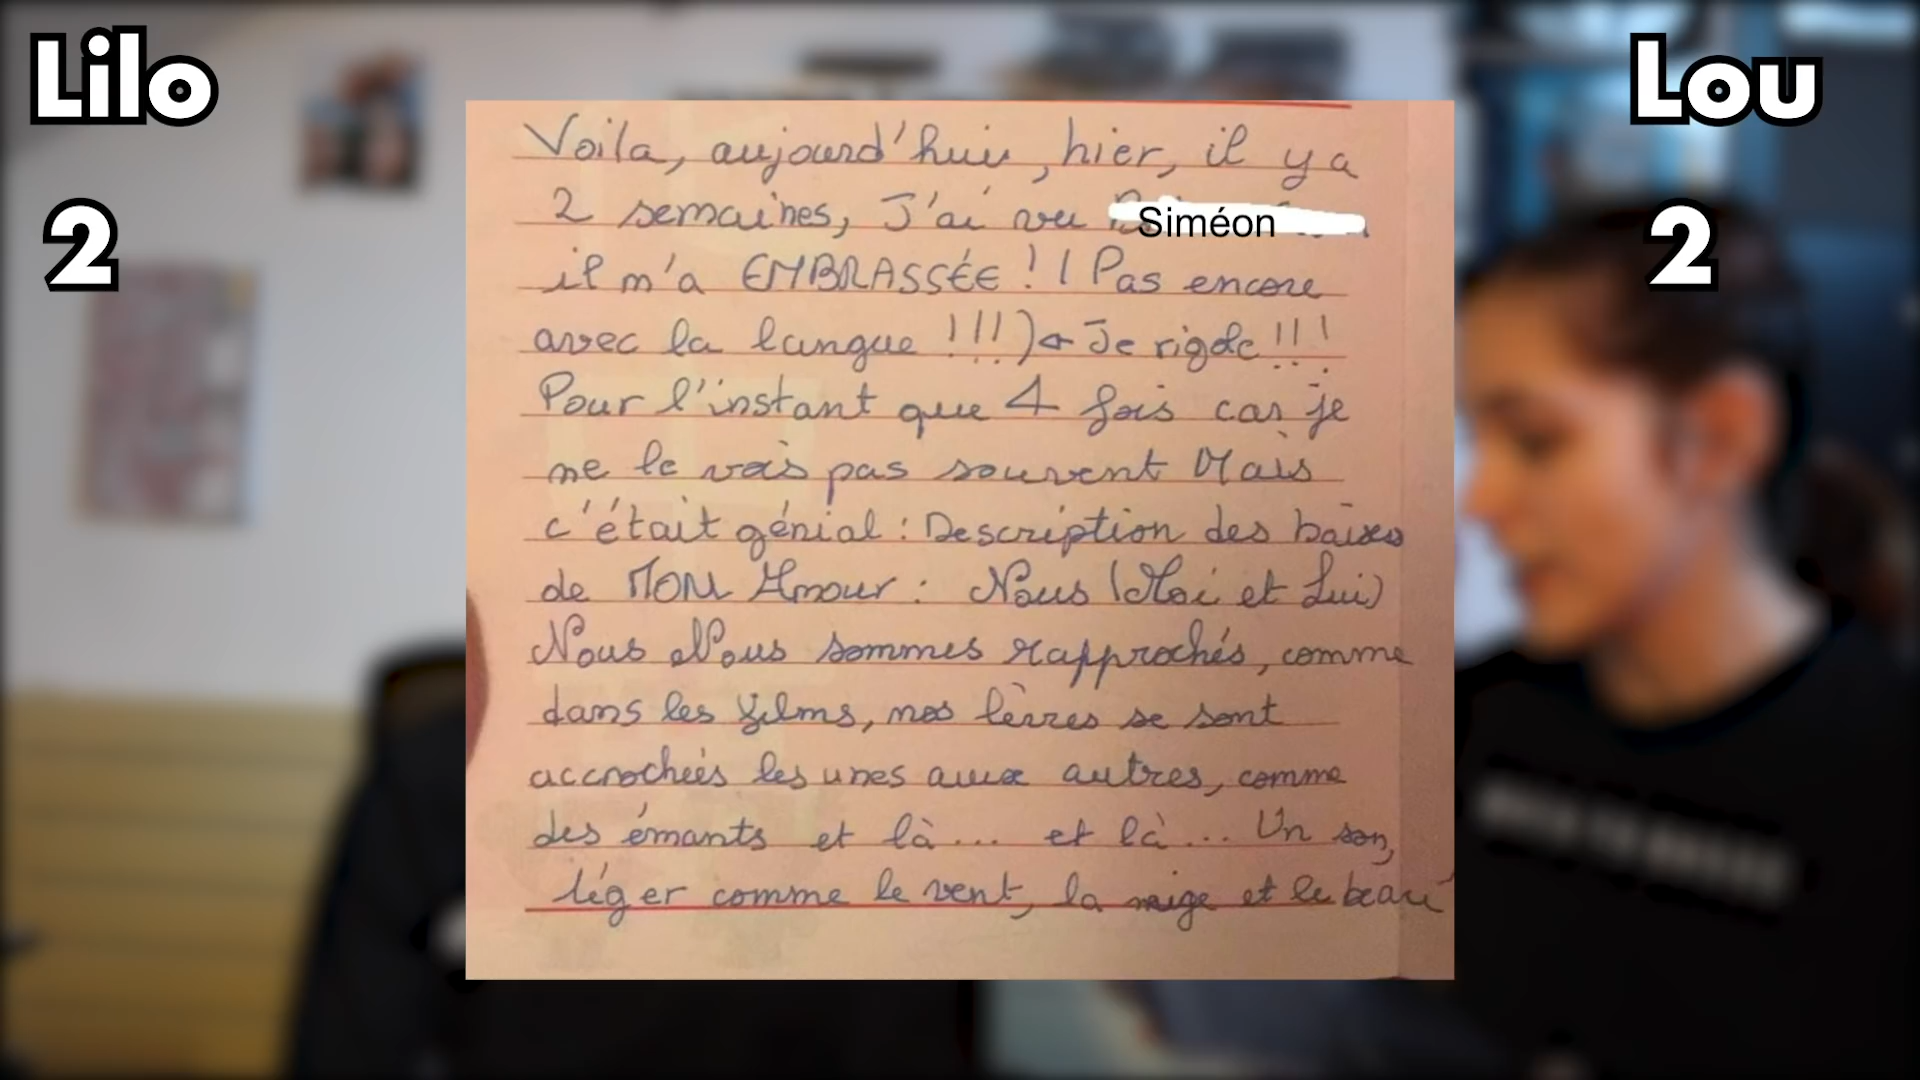 Lilo
2
Lou
2
Voila, aujourd'hui, hier, il y a
2 semaines, J'ai vu Siméon
il m'a EMBRASSÉE ! ( Pas encore
avec la langue !!!) ← Je rigole !!!
Pour l'instant que 4 fois car je
ne le vois pas souvent Mais
c'était génial : Description des baises
de MON Amour : Nous (Moi et Lui)
Nous Nous sommes rapprochés, comme
dans les films, nos lèvres se sont
accrochées les unes aux autres, comme
des émants et là... et là... Un son,
léger comme le vent, la neige et le beau